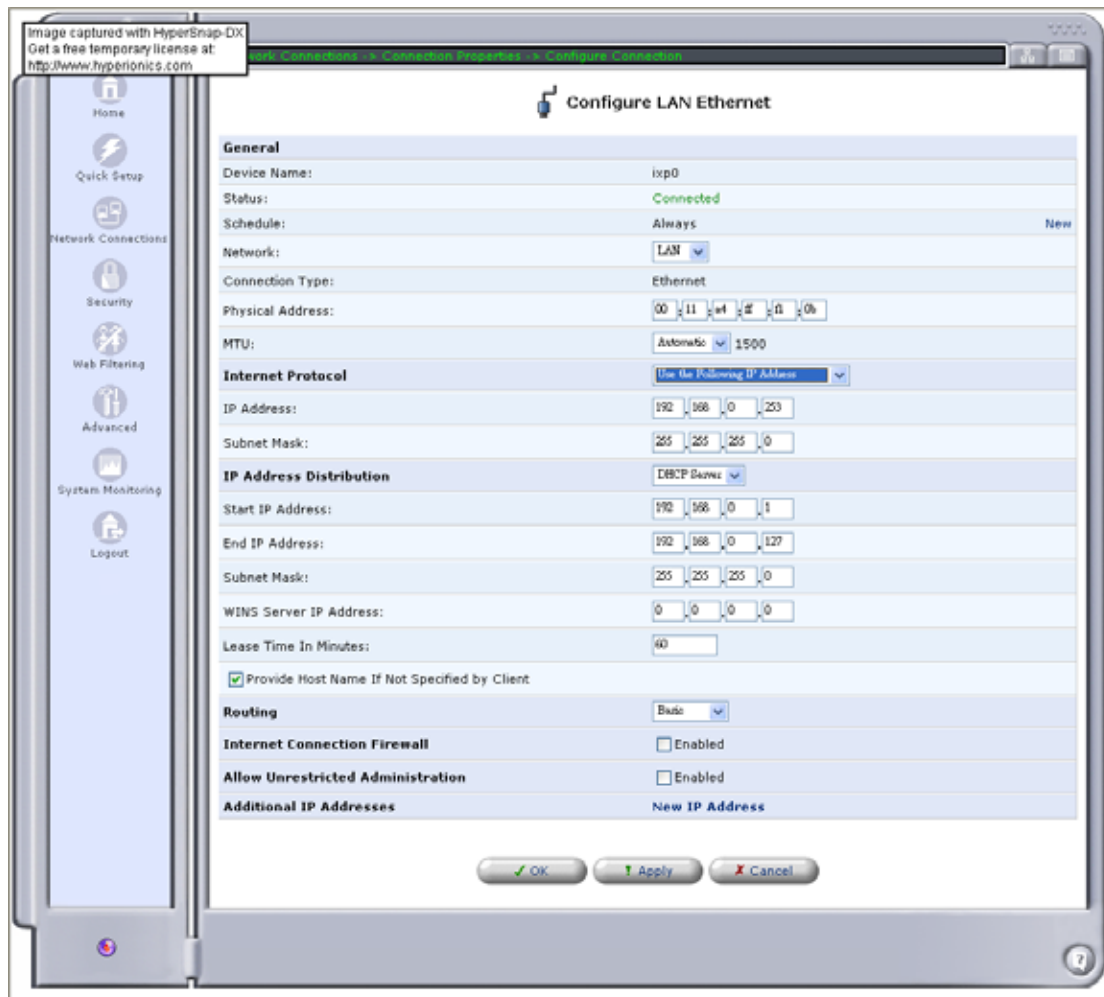 Image captured with HyperSnap-DX
Get a free temporary license at:
http://www.hyperionics.com
work Connections -> Connection Properties -> Configure Connection
Configure LAN Ethernet
Home
Quick Setup
Network Connections
Security
Web Filtering
Advanced
System Monitoring
Logout
General
Device Name: ixp0
Status: Connected
Schedule: Always New
Network: LAN
Connection Type: Ethernet
Physical Address: 00 : 11 : a4 : ff : f1 : 0b
MTU: Automatic 1500
Internet Protocol Use the Following IP Address
IP Address: 192 . 168 . 0 . 253
Subnet Mask: 255 . 255 . 255 . 0
IP Address Distribution DHCP Server
Start IP Address: 192 . 168 . 0 . 1
End IP Address: 192 . 168 . 0 . 127
Subnet Mask: 255 . 255 . 255 . 0
WINS Server IP Address: 0 . 0 . 0 . 0
Lease Time In Minutes: 60
Provide Host Name If Not Specified by Client
Routing Basic
Internet Connection Firewall Enabled
Allow Unrestricted Administration Enabled
Additional IP Addresses New IP Address
OK
! Apply
Cancel
?